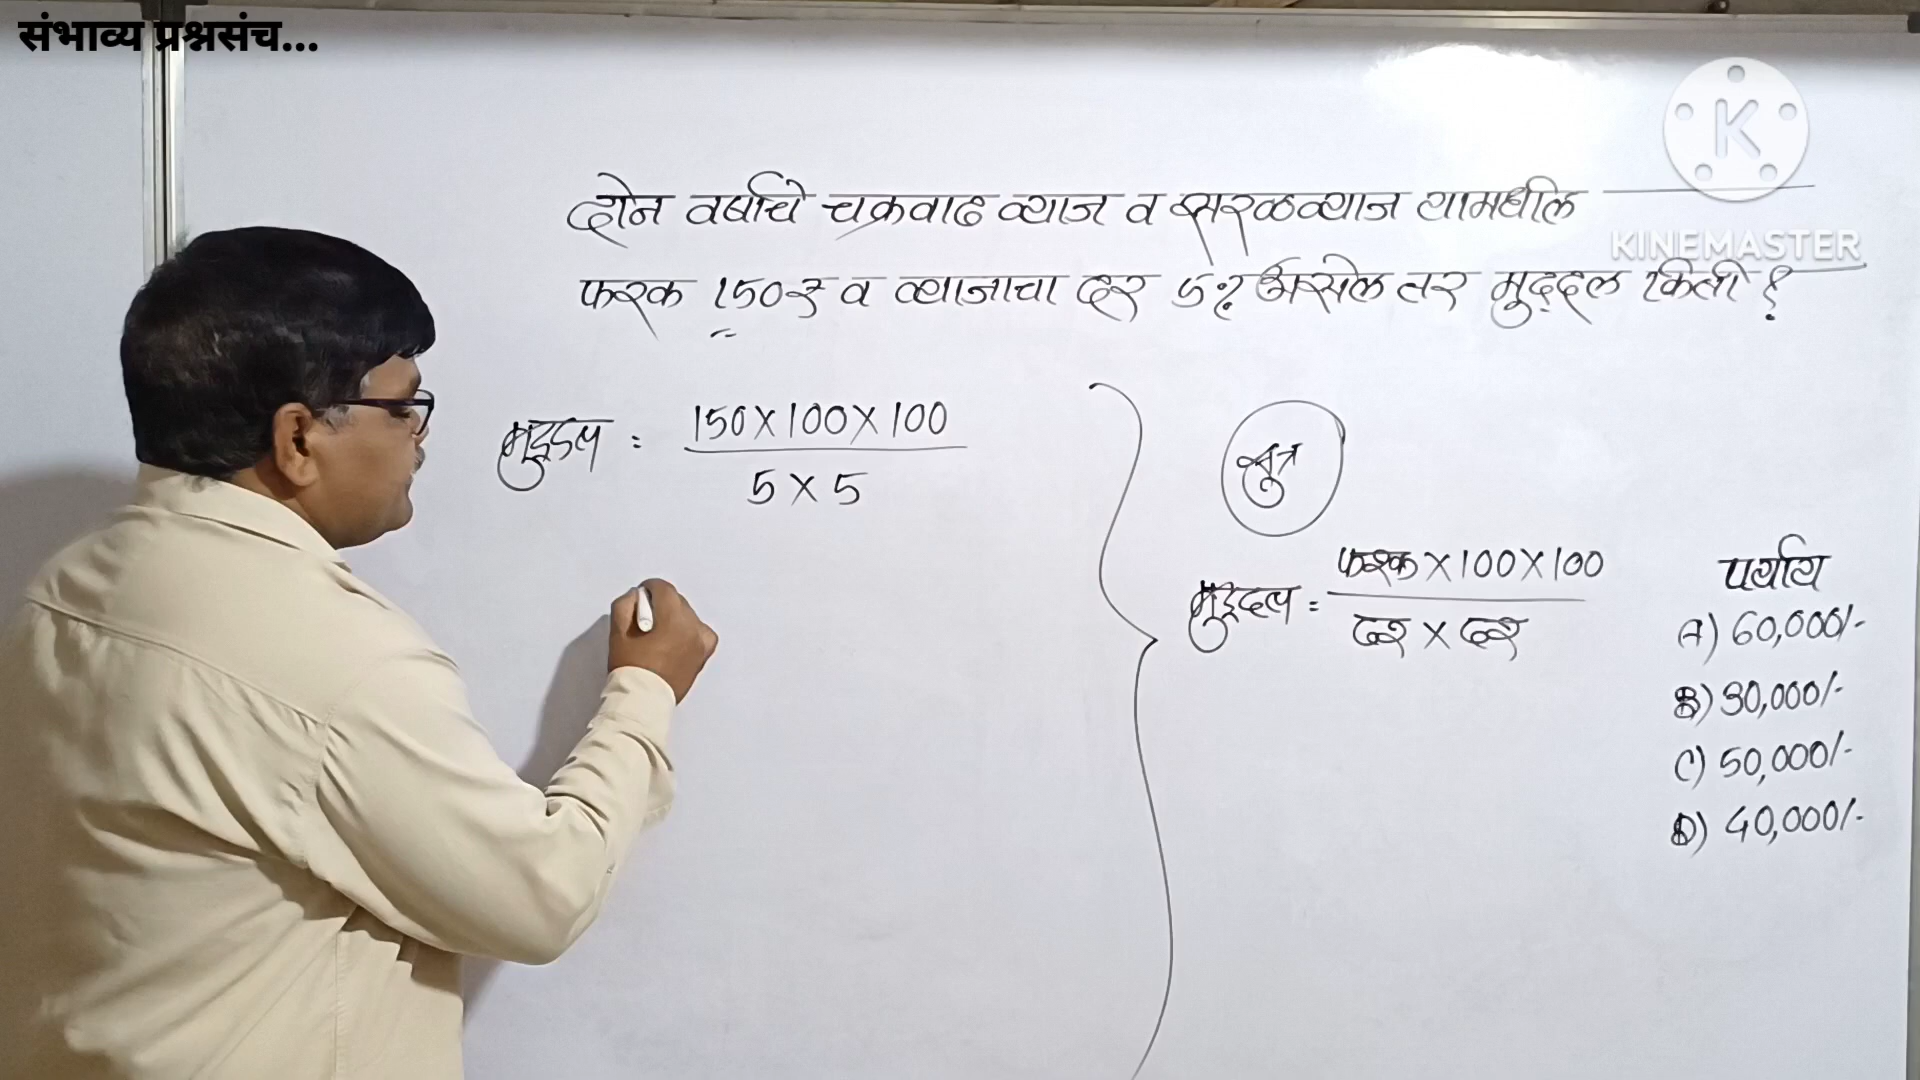 संभाव्य प्रश्नसंच...
KINEMASTER
दोन वर्षाचे चक्रवाढ व्याज व सरळव्याज यामधील
फरक 150₹ व व्याजाचा दर 5% असेल तर मुद्दल किती ?
मुद्दल = 150 X 100 X 100
5 X 5
सुत्र
मुद्दल = फरक X 100 X 100
दर X दर
पर्याय
A) 60,000/-
B) 30,000/-
C) 50,000/-
D) 40,000/-